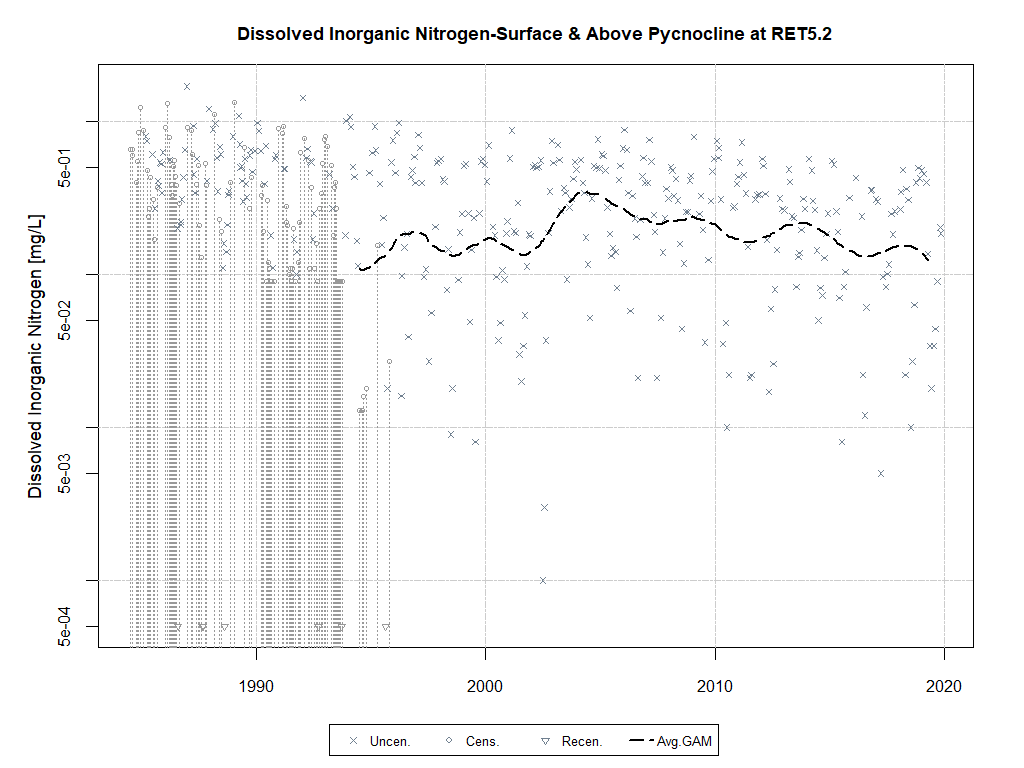 Dissolved Inorganic Nitrogen-Surface & Above Pycnocline at RET5.2
Dissolved Inorganic Nitrogen [mg/L]
5e-01
5e-02
5e-03
5e-04
1990 2000 2010 2020
Uncen. Cens. Recen. Avg.GAM